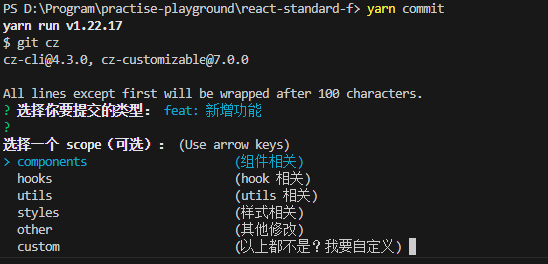 PS D:\Program\practise-playground\react-standard-f> yarn commit
yarn run v1.22.17
$ git cz
cz-cli@4.3.0, cz-customizable@7.0.0
All lines except first will be wrapped after 100 characters.
? 选择你要提交的类型： feat: 新增功能
?
选择一个 scope（可选）： (Use arrow keys)
> components (组件相关)
hooks (hook 相关)
utils (utils 相关)
styles (样式相关)
other (其他修改)
custom (以上都不是？我要自定义)